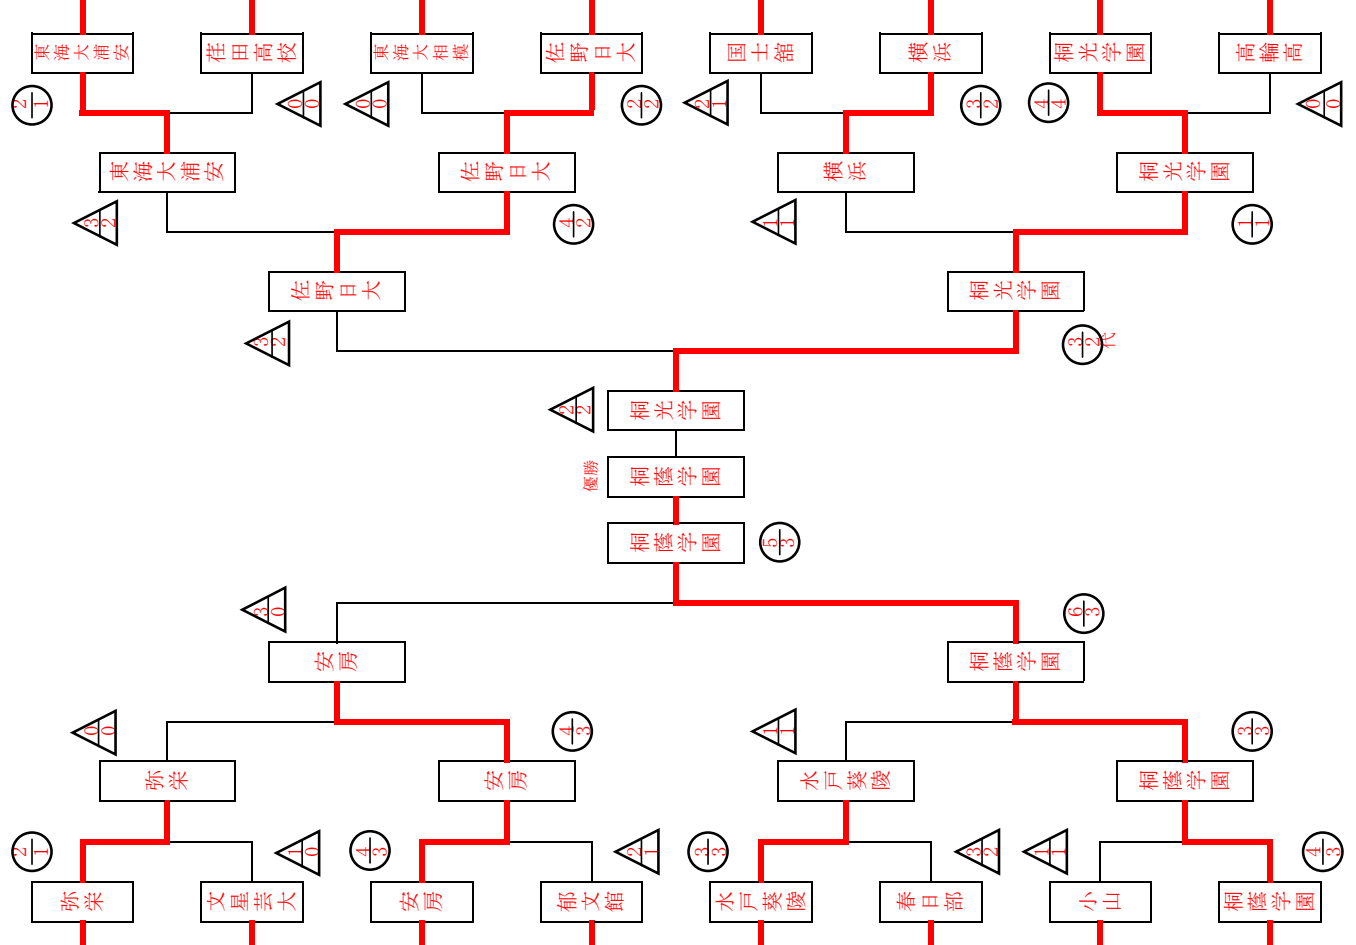 東海大浦安
荏田高校
東海大相模
佐野日大
国士舘
横浜
桐光学園
高輪高
2 1
0 0
0 0
2 2
2 1
3 2
4 4
0 0
東海大浦安
佐野日大
横浜
桐光学園
3 2
4 2
1 1
1 1
佐野日大
桐光学園
3 2
3 2 代
2 2
桐光学園
優勝
桐蔭学園
桐蔭学園
5 3
3 0
6 3
安房
桐蔭学園
0 0
4 3
1 1
3 3
弥栄
安房
水戸葵陵
桐蔭学園
2 1
1 0
4 3
2 1
3 3
3 2
1 1
4 3
弥栄
文星芸大
安房
郁文館
水戸葵陵
春日部
小山
桐蔭学園